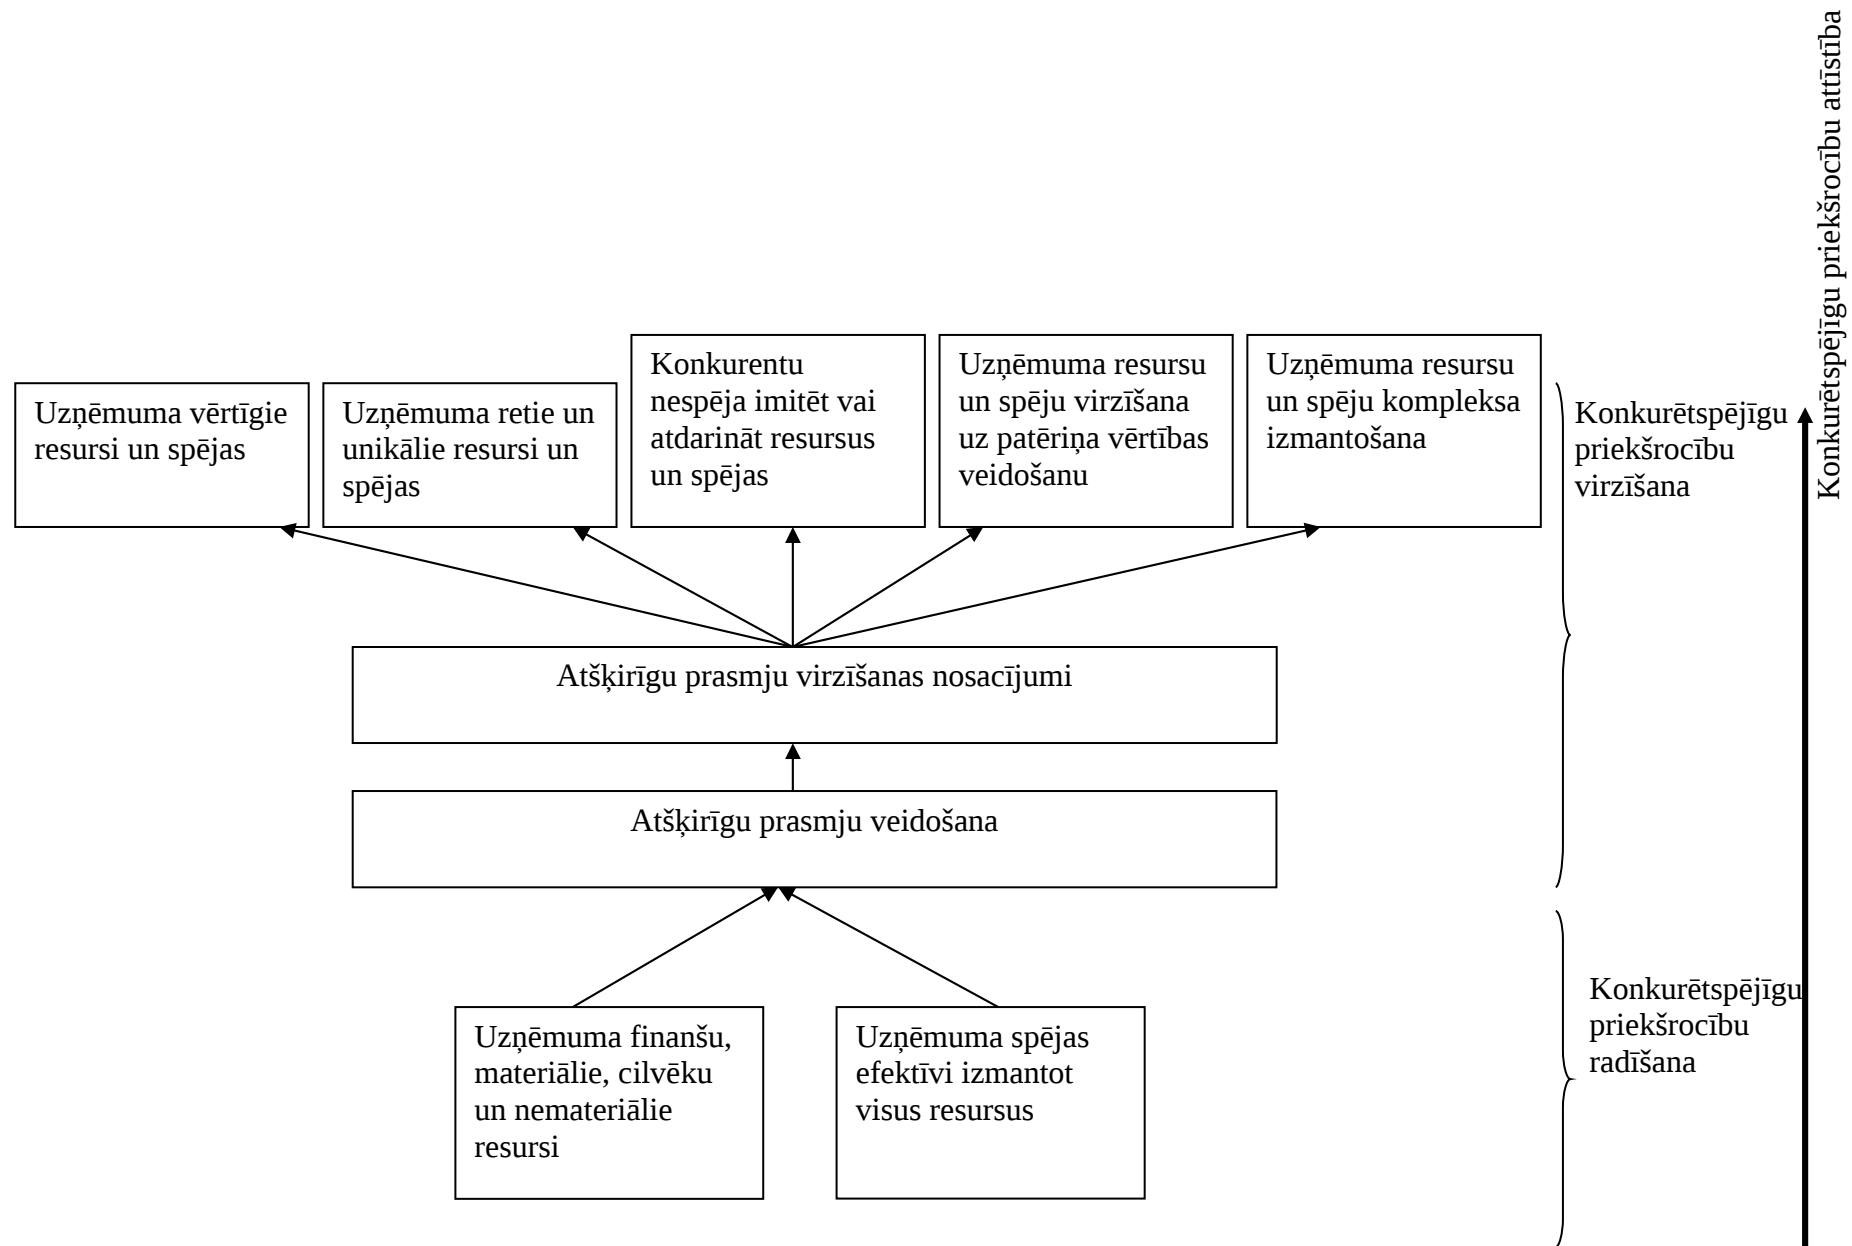 Konkurētspējīgu priekšrocību attīstība
Uzņēmuma vērtīgie
resursi un spējas
Uzņēmuma retie un
unikālie resursi un
spējas
Konkurentu
nespēja imitēt vai
atdarināt resursus
un spējas
Uzņēmuma resursu
un spēju virzīšana
uz patēriņa vērtības
veidošanu
Uzņēmuma resursu
un spēju kompleksa
izmantošana
Konkurētspējīgu
priekšrocību
virzīšana
Atšķirīgu prasmju virzīšanas nosacījumi
Atšķirīgu prasmju veidošana
Uzņēmuma finanšu,
materiālie, cilvēku
un nemateriālie
resursi
Uzņēmuma spējas
efektīvi izmantot
visus resursus
Konkurētspējīgu
priekšrocību
radīšana